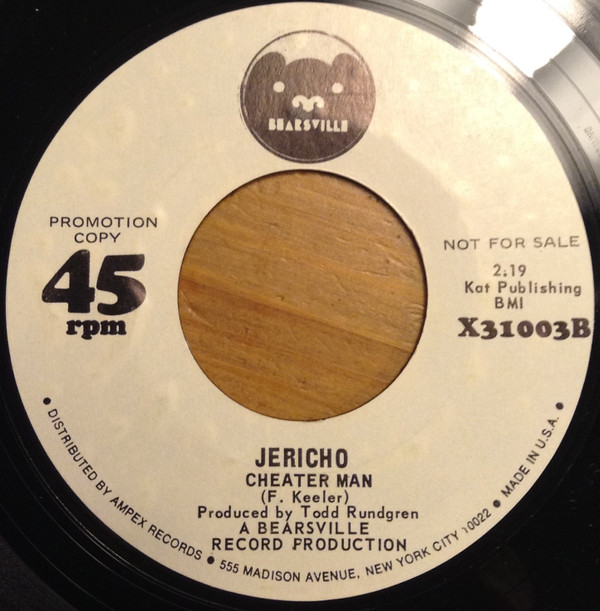 BEARSVILLE
PROMOTION
COPY
45
rpm
NOT FOR SALE
2:19
Kat Publishing
BMI
X31003B
JERICHO
CHEATER MAN
(F. Keeler)
Produced by Todd Rundgren
A BEARSVILLE
RECORD PRODUCTION
• DISTRIBUTED BY AMPEX RECORDS • 555 MADISON AVENUE, NEW YORK CITY 10022 • MADE IN U.S.A. •